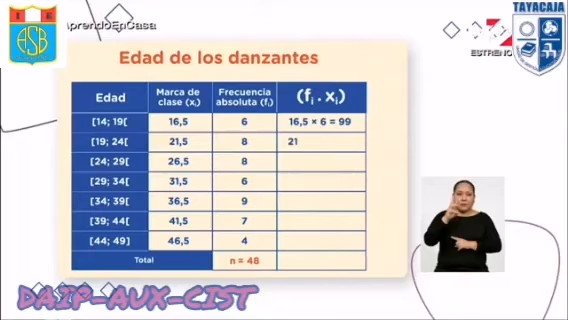 I E
ASB
AprendoEnCasa
TAYACAJA
ESTRENO
Edad de los danzantes
Edad Marca de clase (xᵢ) Frecuencia absoluta (fᵢ) (fᵢ . xᵢ)
[14; 19[ 16,5 6 16,5 × 6 = 99
[19; 24[ 21,5 8 21
[24; 29[ 26,5 8
[29; 34[ 31,5 6
[34; 39[ 36,5 9
[39; 44[ 41,5 7
[44; 49] 46,5 4
Total n = 48
DAIP-AUX-CIST